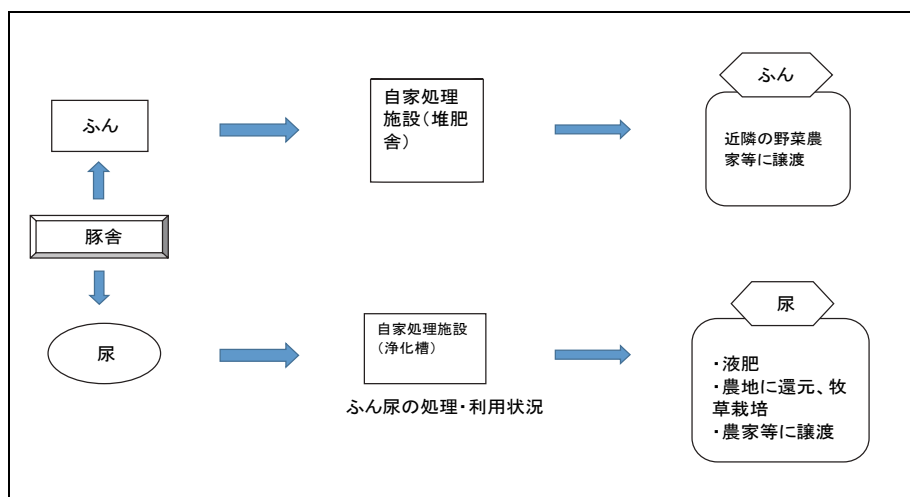 ふん
自家処理
施設(堆肥
舎)
ふん
近隣の野菜農
家等に譲渡
豚舎
尿
自家処理施設
(浄化槽)
尿
・液肥
・農地に還元、牧
草栽培
・農家等に譲渡
ふん尿の処理・利用状況